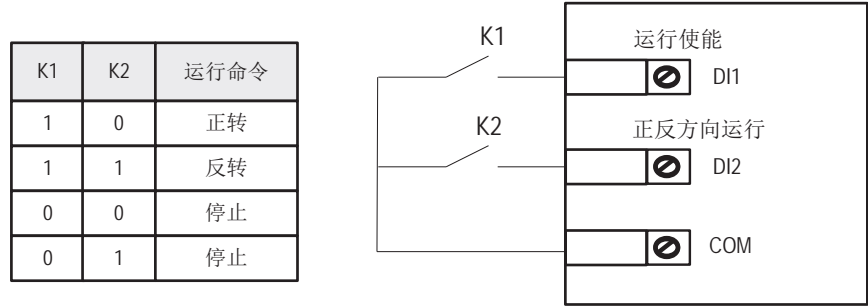 K1 K2 运行命令
1 0 正转
1 1 反转
0 0 停止
0 1 停止
K1
运行使能
DI1
K2
正反方向运行
DI2
COM